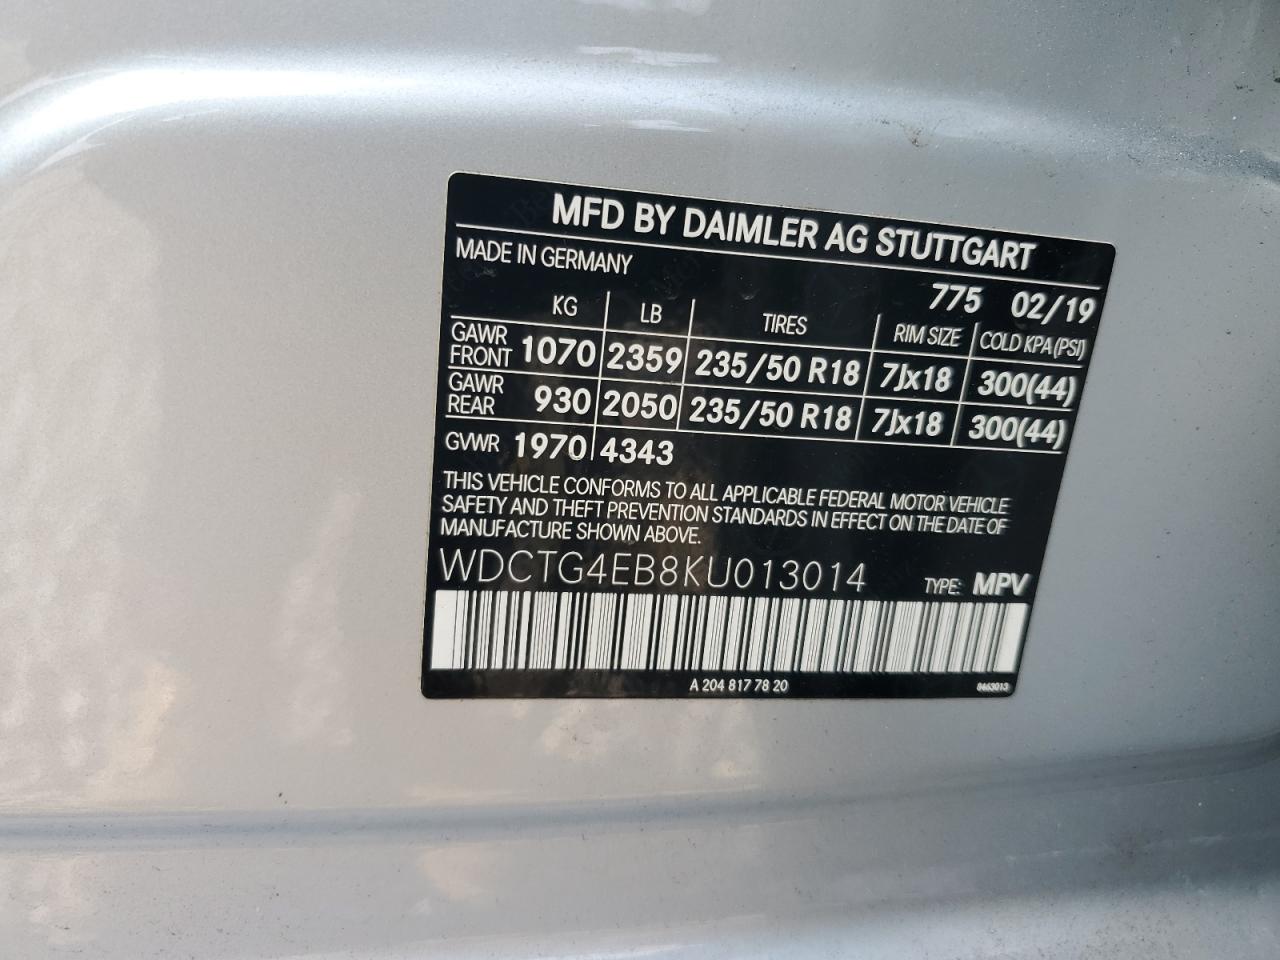 MFD BY DAIMLER AG STUTTGART
MADE IN GERMANY
775 02/19
KG LB TIRES RIM SIZE COLD KPA (PSI)
GAWR FRONT 1070 2359 235/50 R18 7Jx18 300(44)
GAWR REAR 930 2050 235/50 R18 7Jx18 300(44)
GVWR 1970 4343
THIS VEHICLE CONFORMS TO ALL APPLICABLE FEDERAL MOTOR VEHICLE
SAFETY AND THEFT PREVENTION STANDARDS IN EFFECT ON THE DATE OF
MANUFACTURE SHOWN ABOVE.
WDCTG4EB8KU013014 TYPE: MPV
A 204 817 78 20 8463013